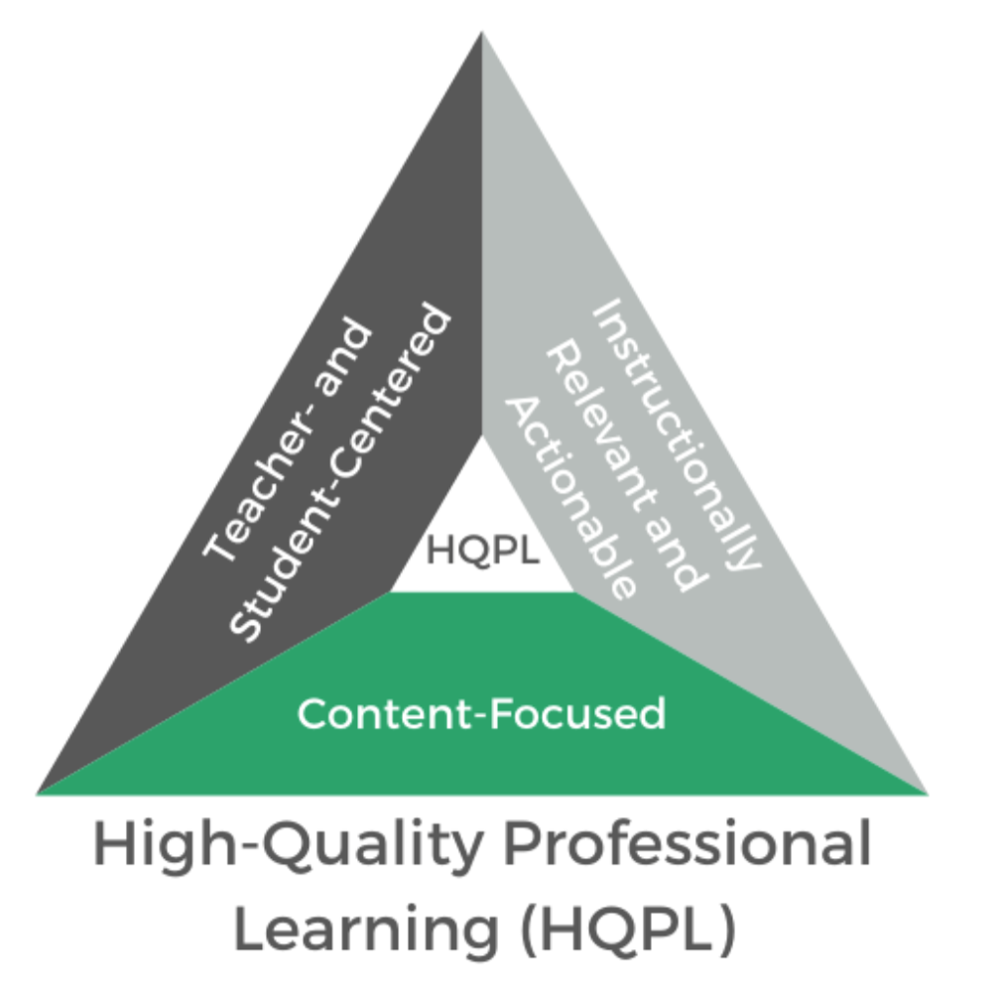 Teacher- and
Student-Centered
Instructionally
Relevant and
Actionable
HQPL
Content-Focused
High-Quality Professional
Learning (HQPL)